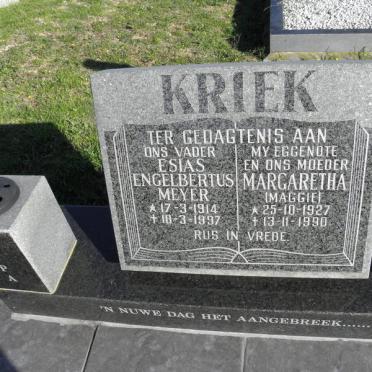 KRIEK
TER GEDAGTENIS AAN
ONS VADER
ESIAS
ENGELBERTUS
MEYER
✶17-3-1914
✝10-3-1997
MY EGGENOTE
EN ONS MOEDER
MARGARETHA
(MAGGIE)
✶25-10-1927
✝13-11-1990
RUS IN VREDE
P
A
'N NUWE DAG HET AANGEBREEK.......